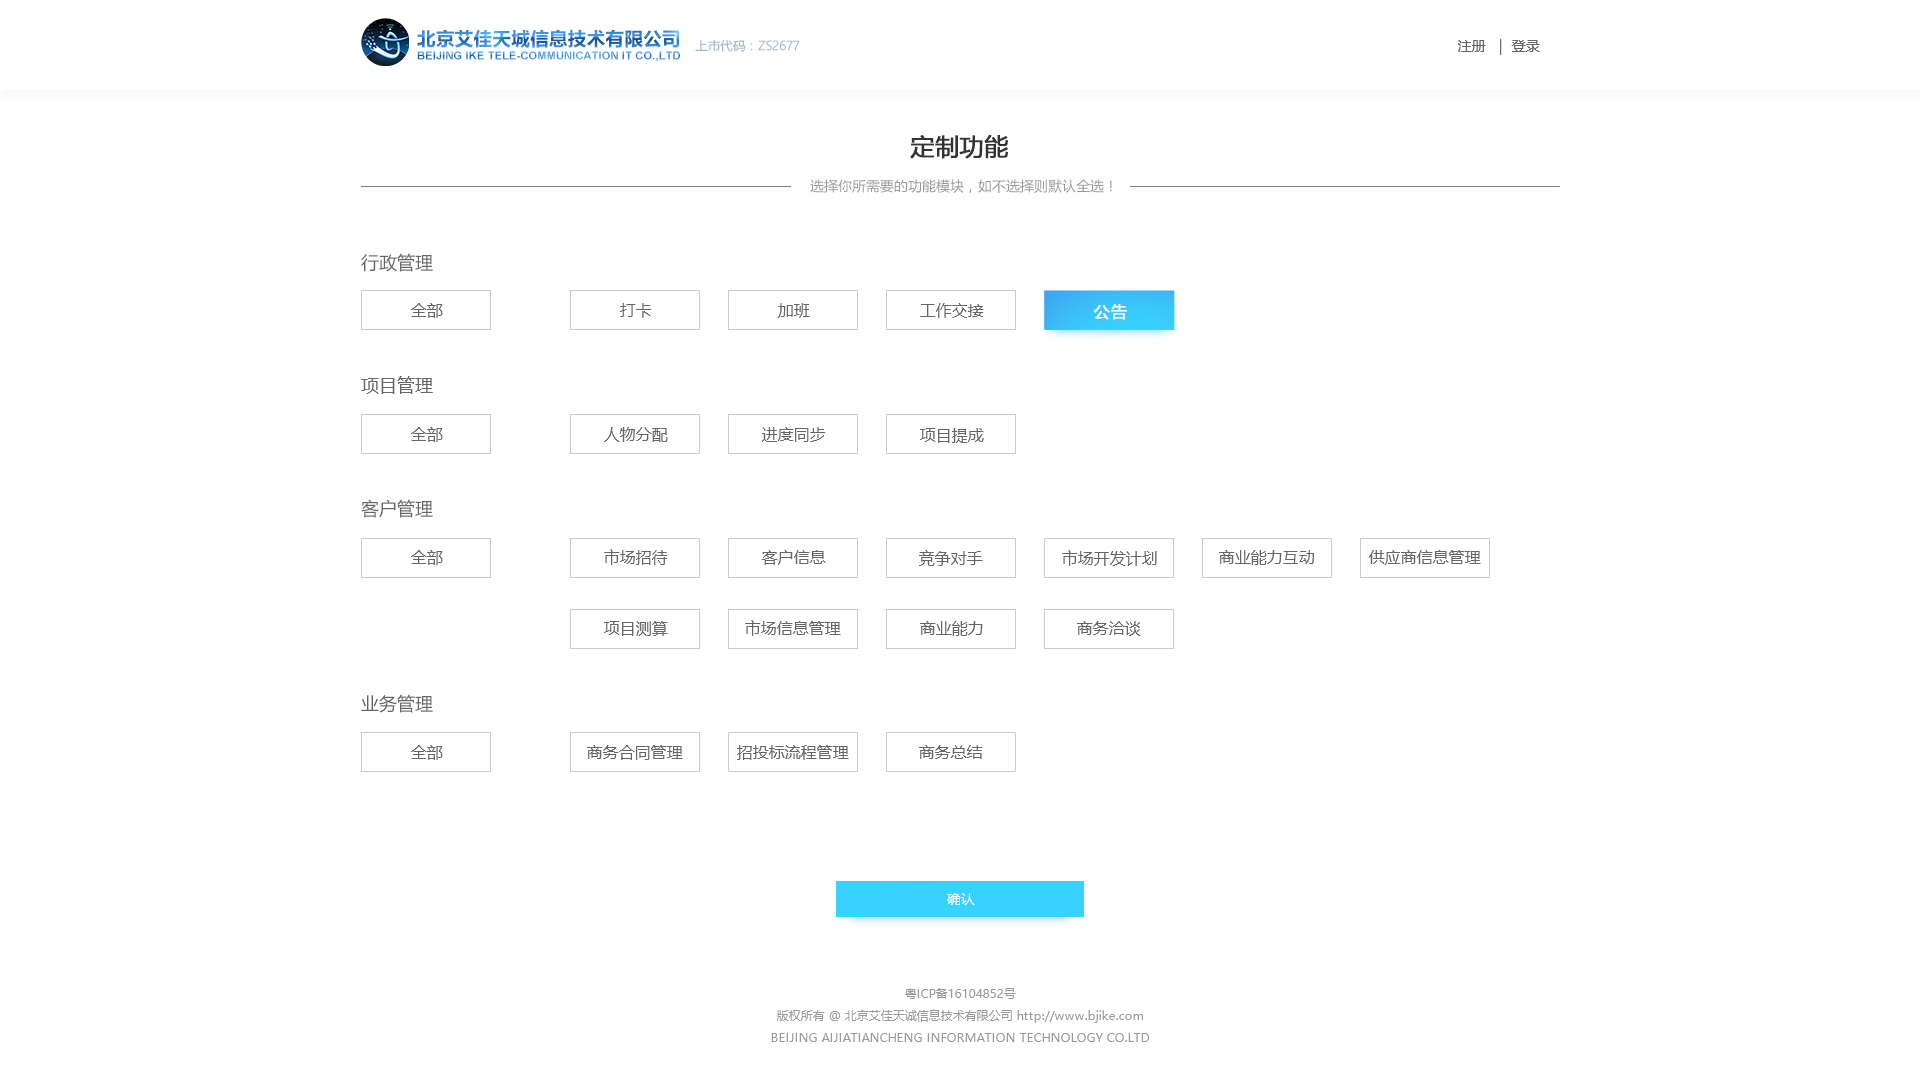 北京艾佳天诚信息技术有限公司
BEIJING IKE TELE-COMMUNICATION IT CO.,LTD
上市代码：ZS2677
注册 | 登录
定制功能
选择你所需要的功能模块，如不选择则默认全选！
行政管理
全部 打卡 加班 工作交接 公告
项目管理
全部 人物分配 进度同步 项目提成
客户管理
全部 市场招待 客户信息 竞争对手 市场开发计划 商业能力互动 供应商信息管理
项目测算 市场信息管理 商业能力 商务洽谈
业务管理
全部 商务合同管理 招投标流程管理 商务总结
确认
粤ICP备16104852号
版权所有 @ 北京艾佳天诚信息技术有限公司 http://www.bjike.com
BEIJING AIJIATIANCHENG INFORMATION TECHNOLOGY CO.LTD